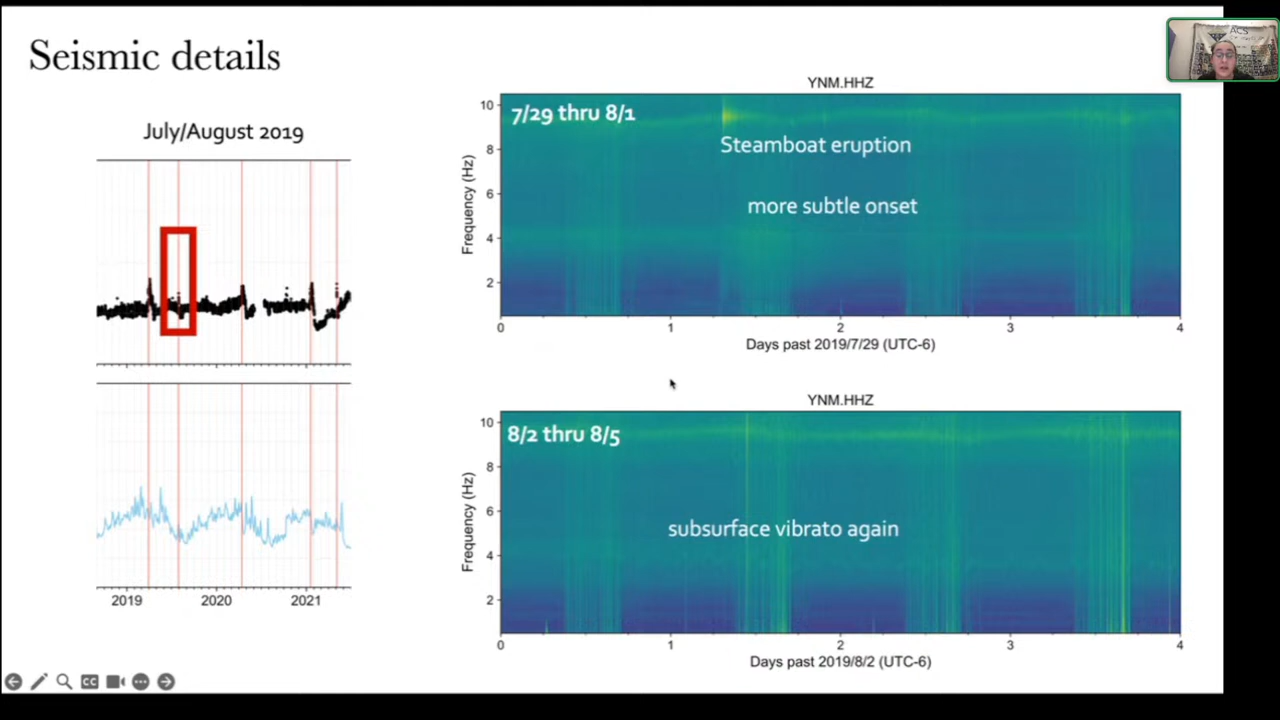 Seismic details
ACS
July/August 2019
2019
2020
2021
YNM.HHZ
7/29 thru 8/1
Steamboat eruption
more subtle onset
Frequency (Hz)
10
8
6
4
2
0
1
2
3
4
Days past 2019/7/29 (UTC-6)
YNM.HHZ
8/2 thru 8/5
subsurface vibrato again
Frequency (Hz)
10
8
6
4
2
0
1
2
3
4
Days past 2019/8/2 (UTC-6)
CC